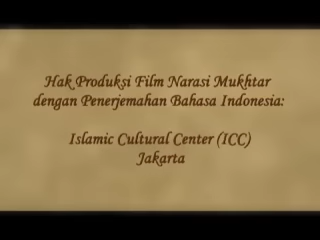 Hak Produksi Film Narasi Mukhtar
dengan Penerjemahan Bahasa Indonesia:
Islamic Cultural Center (ICC)
Jakarta